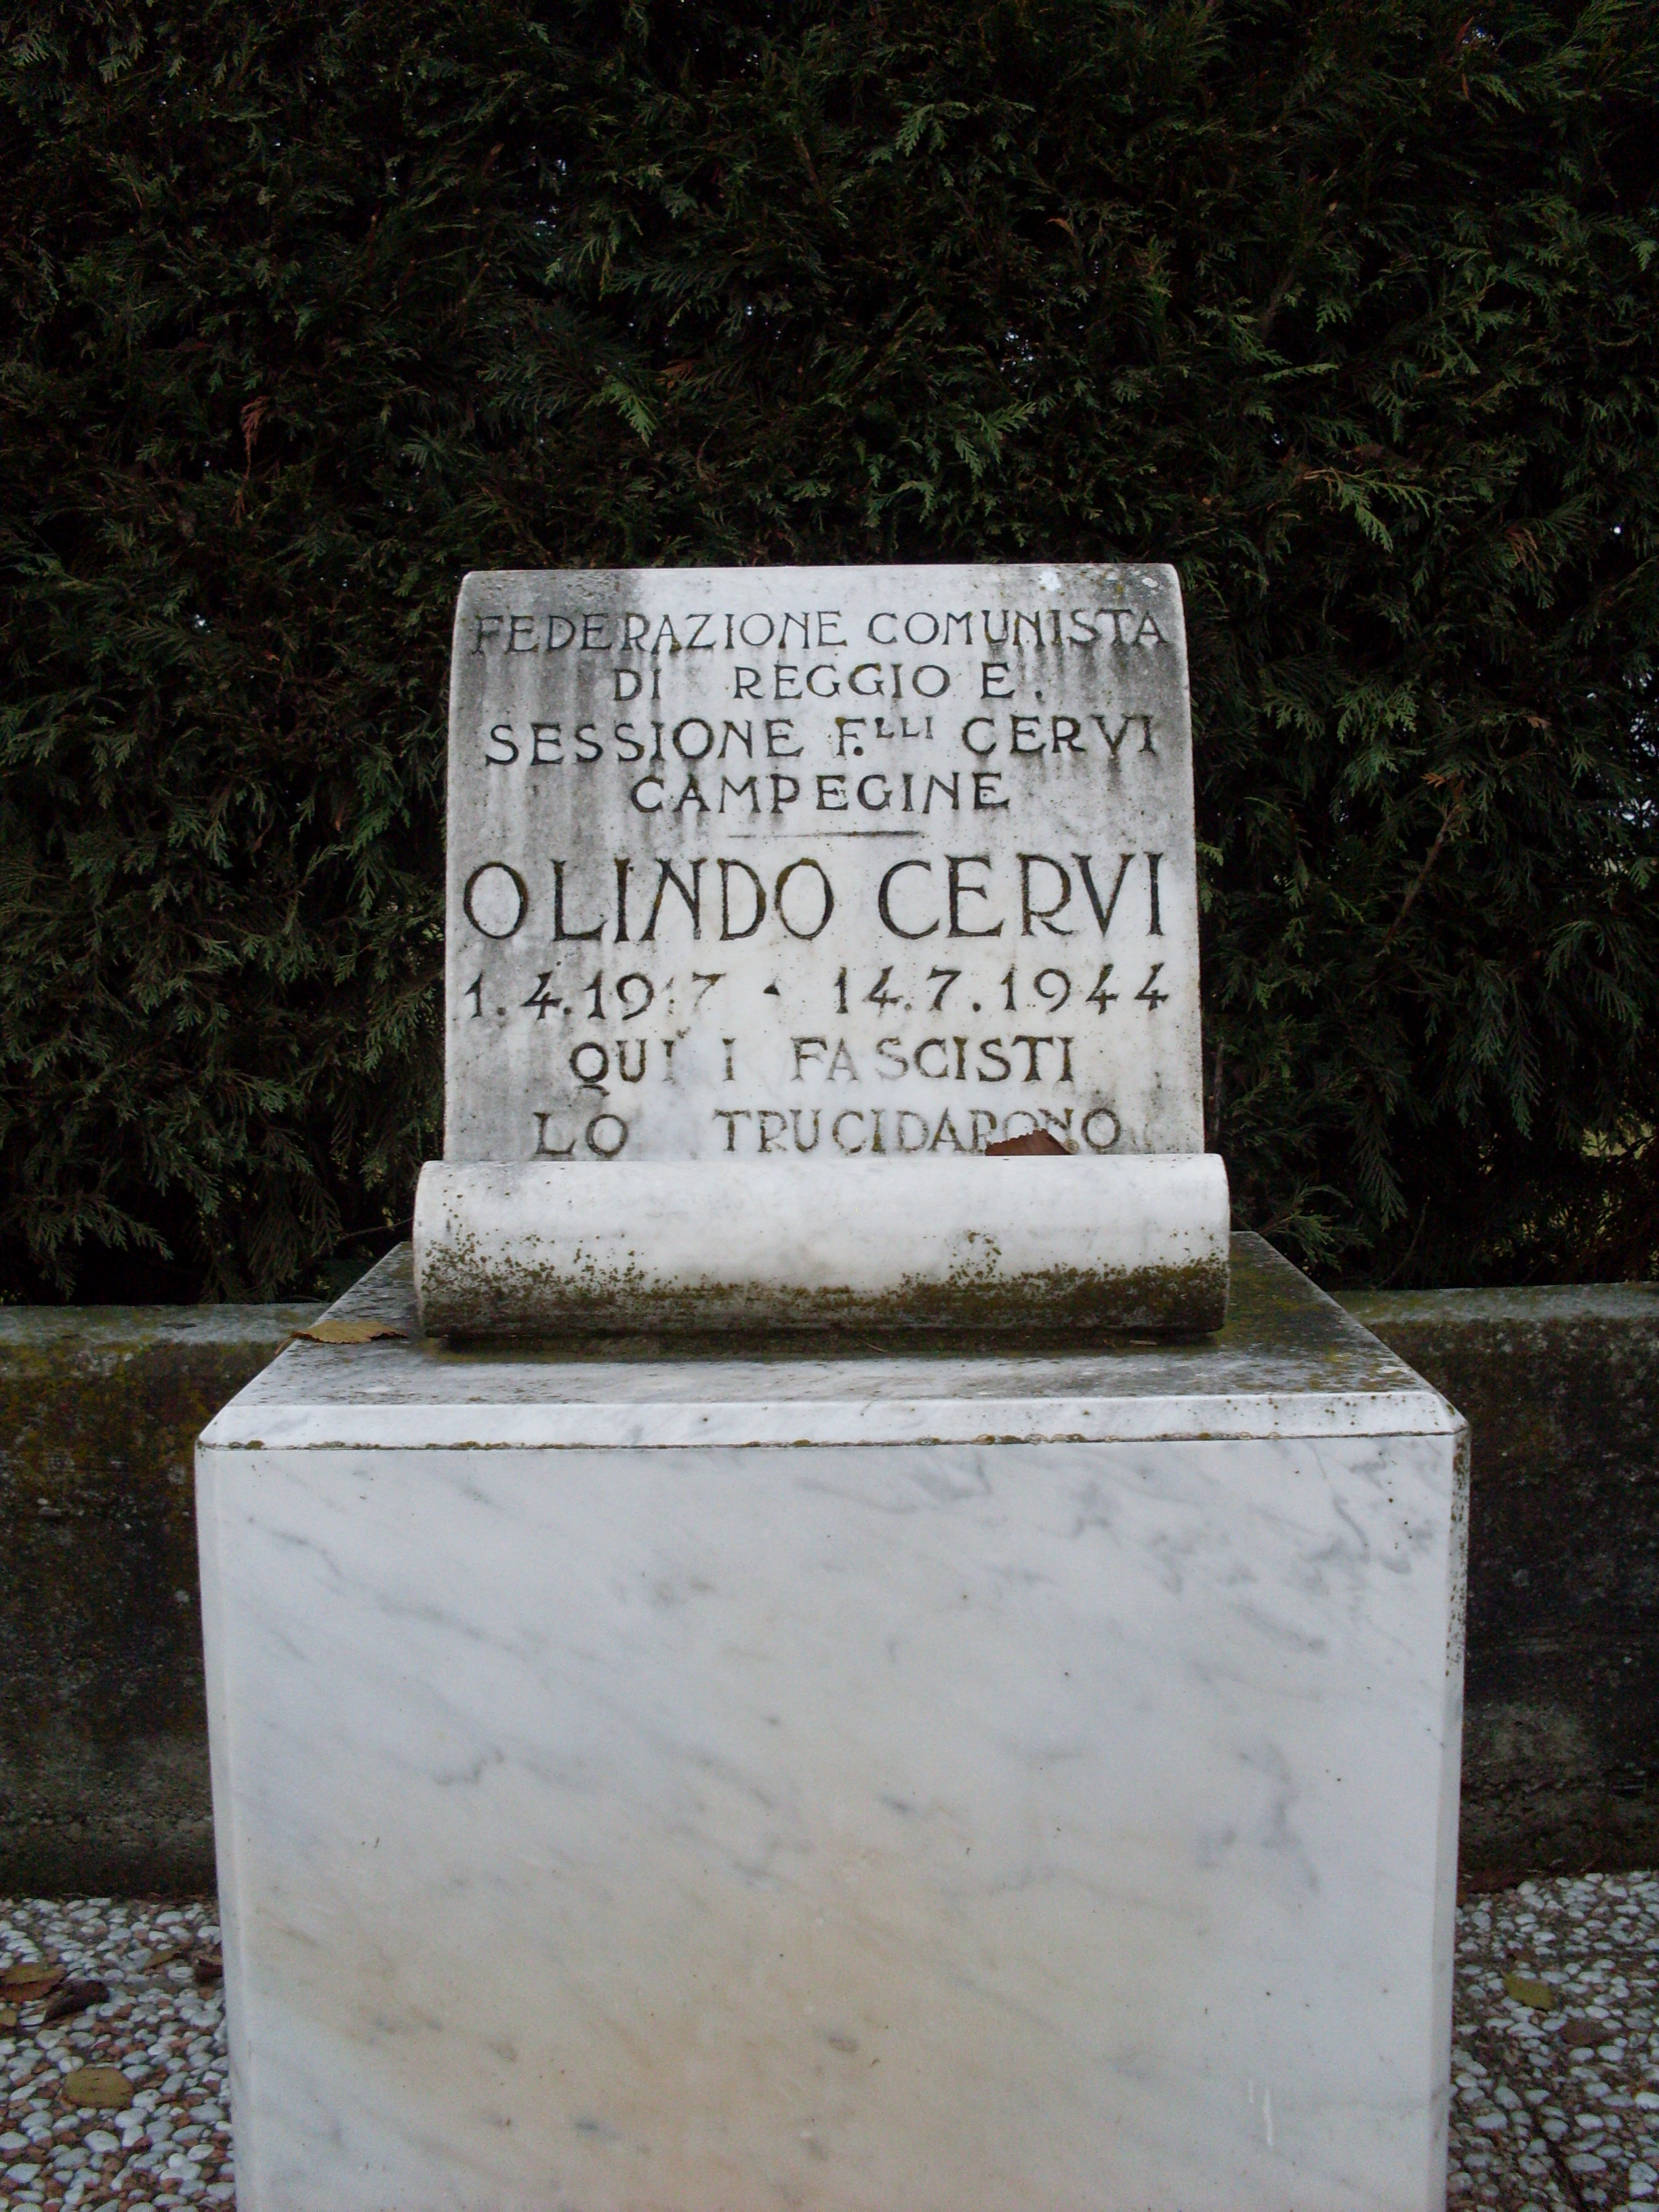 FEDERAZIONE COMUNISTA
DI REGGIO E.
SESSIONE F.LLI CERVI
CAMPEGINE
OLINDO CERVI
1.4.1917 · 14.7.1944
QUI I FASCISTI
LO TRUCIDARONO